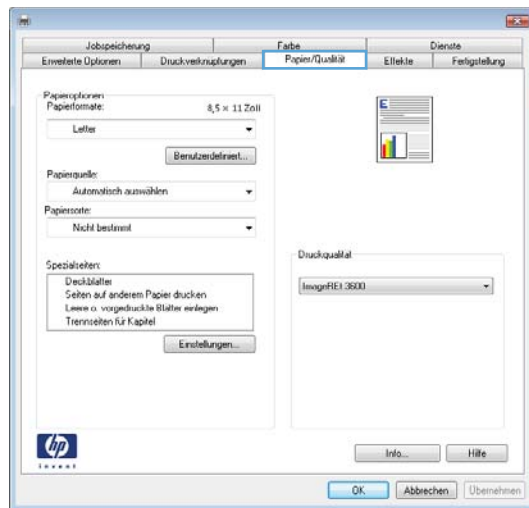 Jobspeicherung Farbe Dienste
Erweiterte Optionen Druckverknüpfungen Papier/Qualität Effekte Fertigstellung
Papieroptionen
Papierformate: 8,5 × 11 Zoll
Letter
Benutzerdefiniert...
Papierquelle:
Automatisch auswählen
Papiersorte:
Nicht bestimmt
E
Spezialseiten:
Deckblätter
Seiten auf anderem Papier drucken
Leere o. vorgedruckte Blätter einlegen
Trennseiten für Kapitel
Einstellungen...
Druckqualität
ImageREt 3600
hp
invent
Info... Hilfe
OK Abbrechen Übernehmen